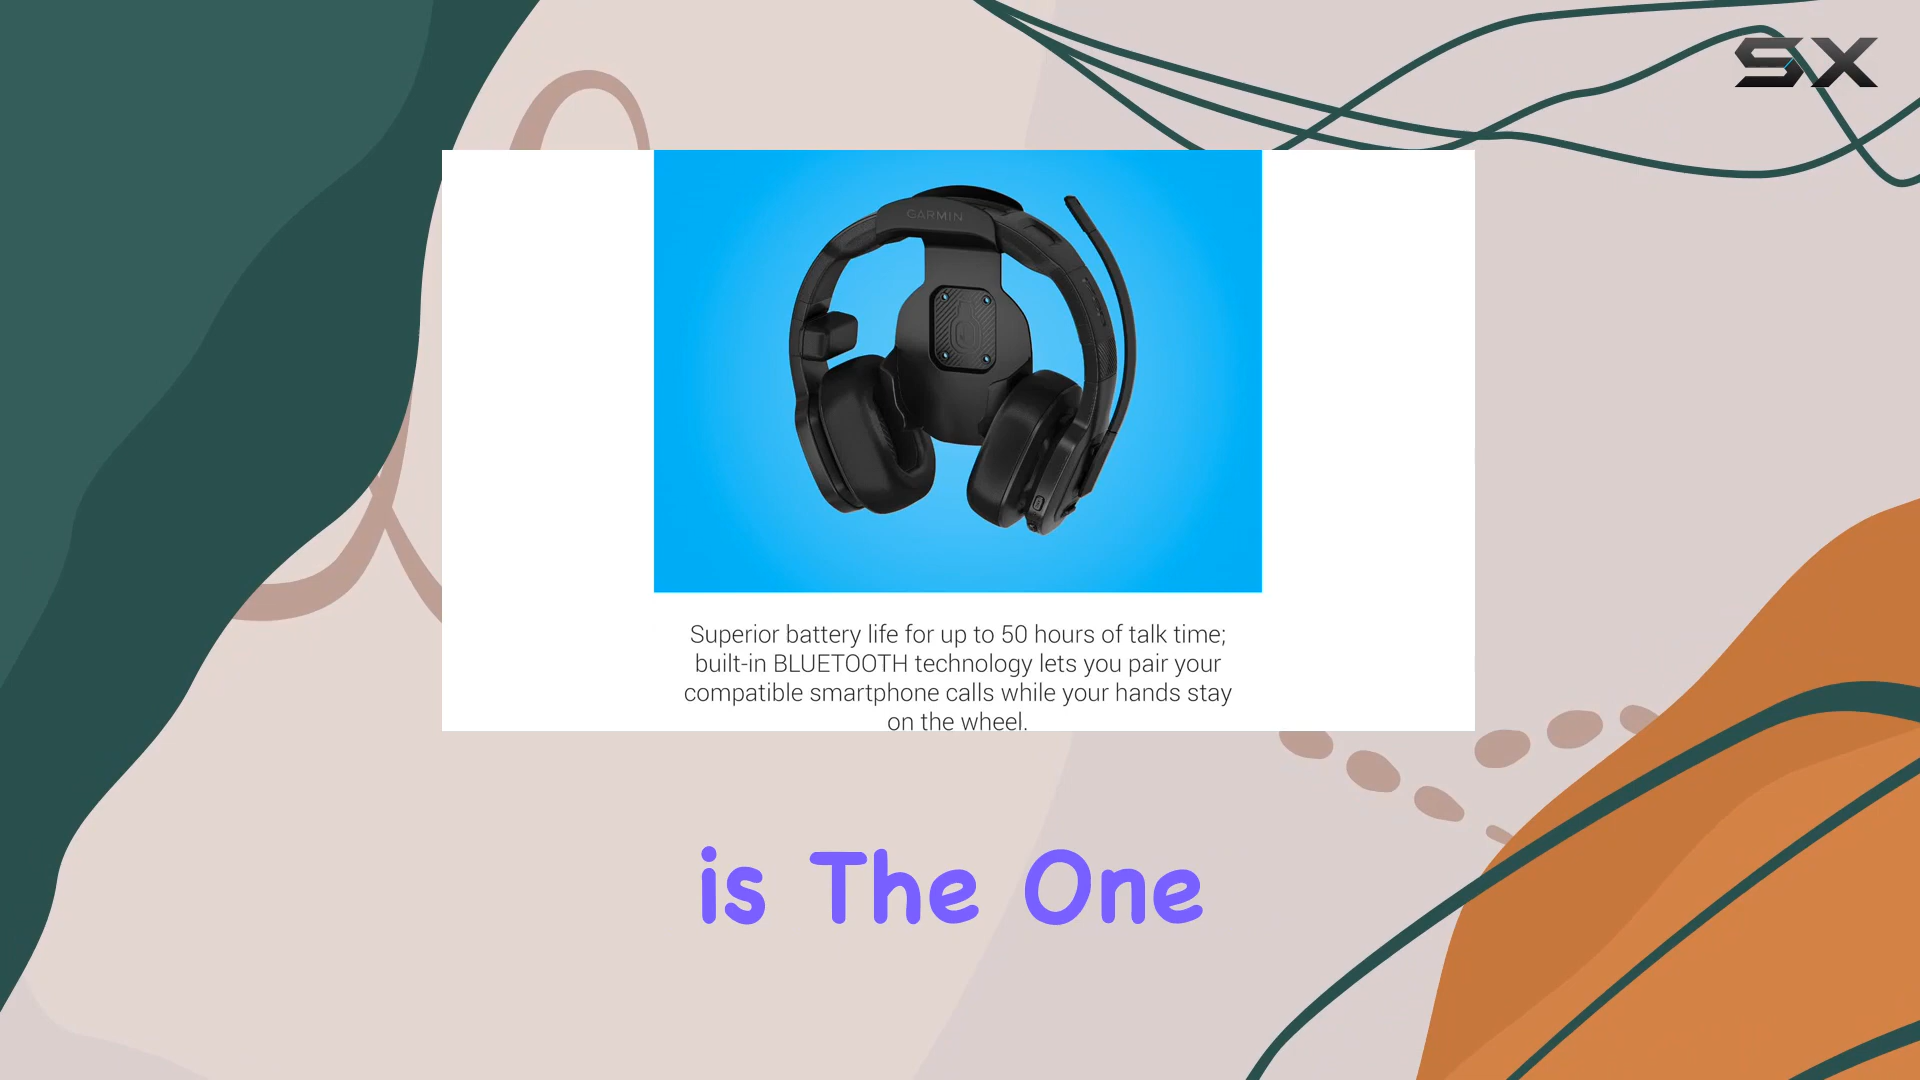 SX
GARMIN
Superior battery life for up to 50 hours of talk time;
built-in BLUETOOTH technology lets you pair your
compatible smartphone calls while your hands stay
on the wheel.
is The One